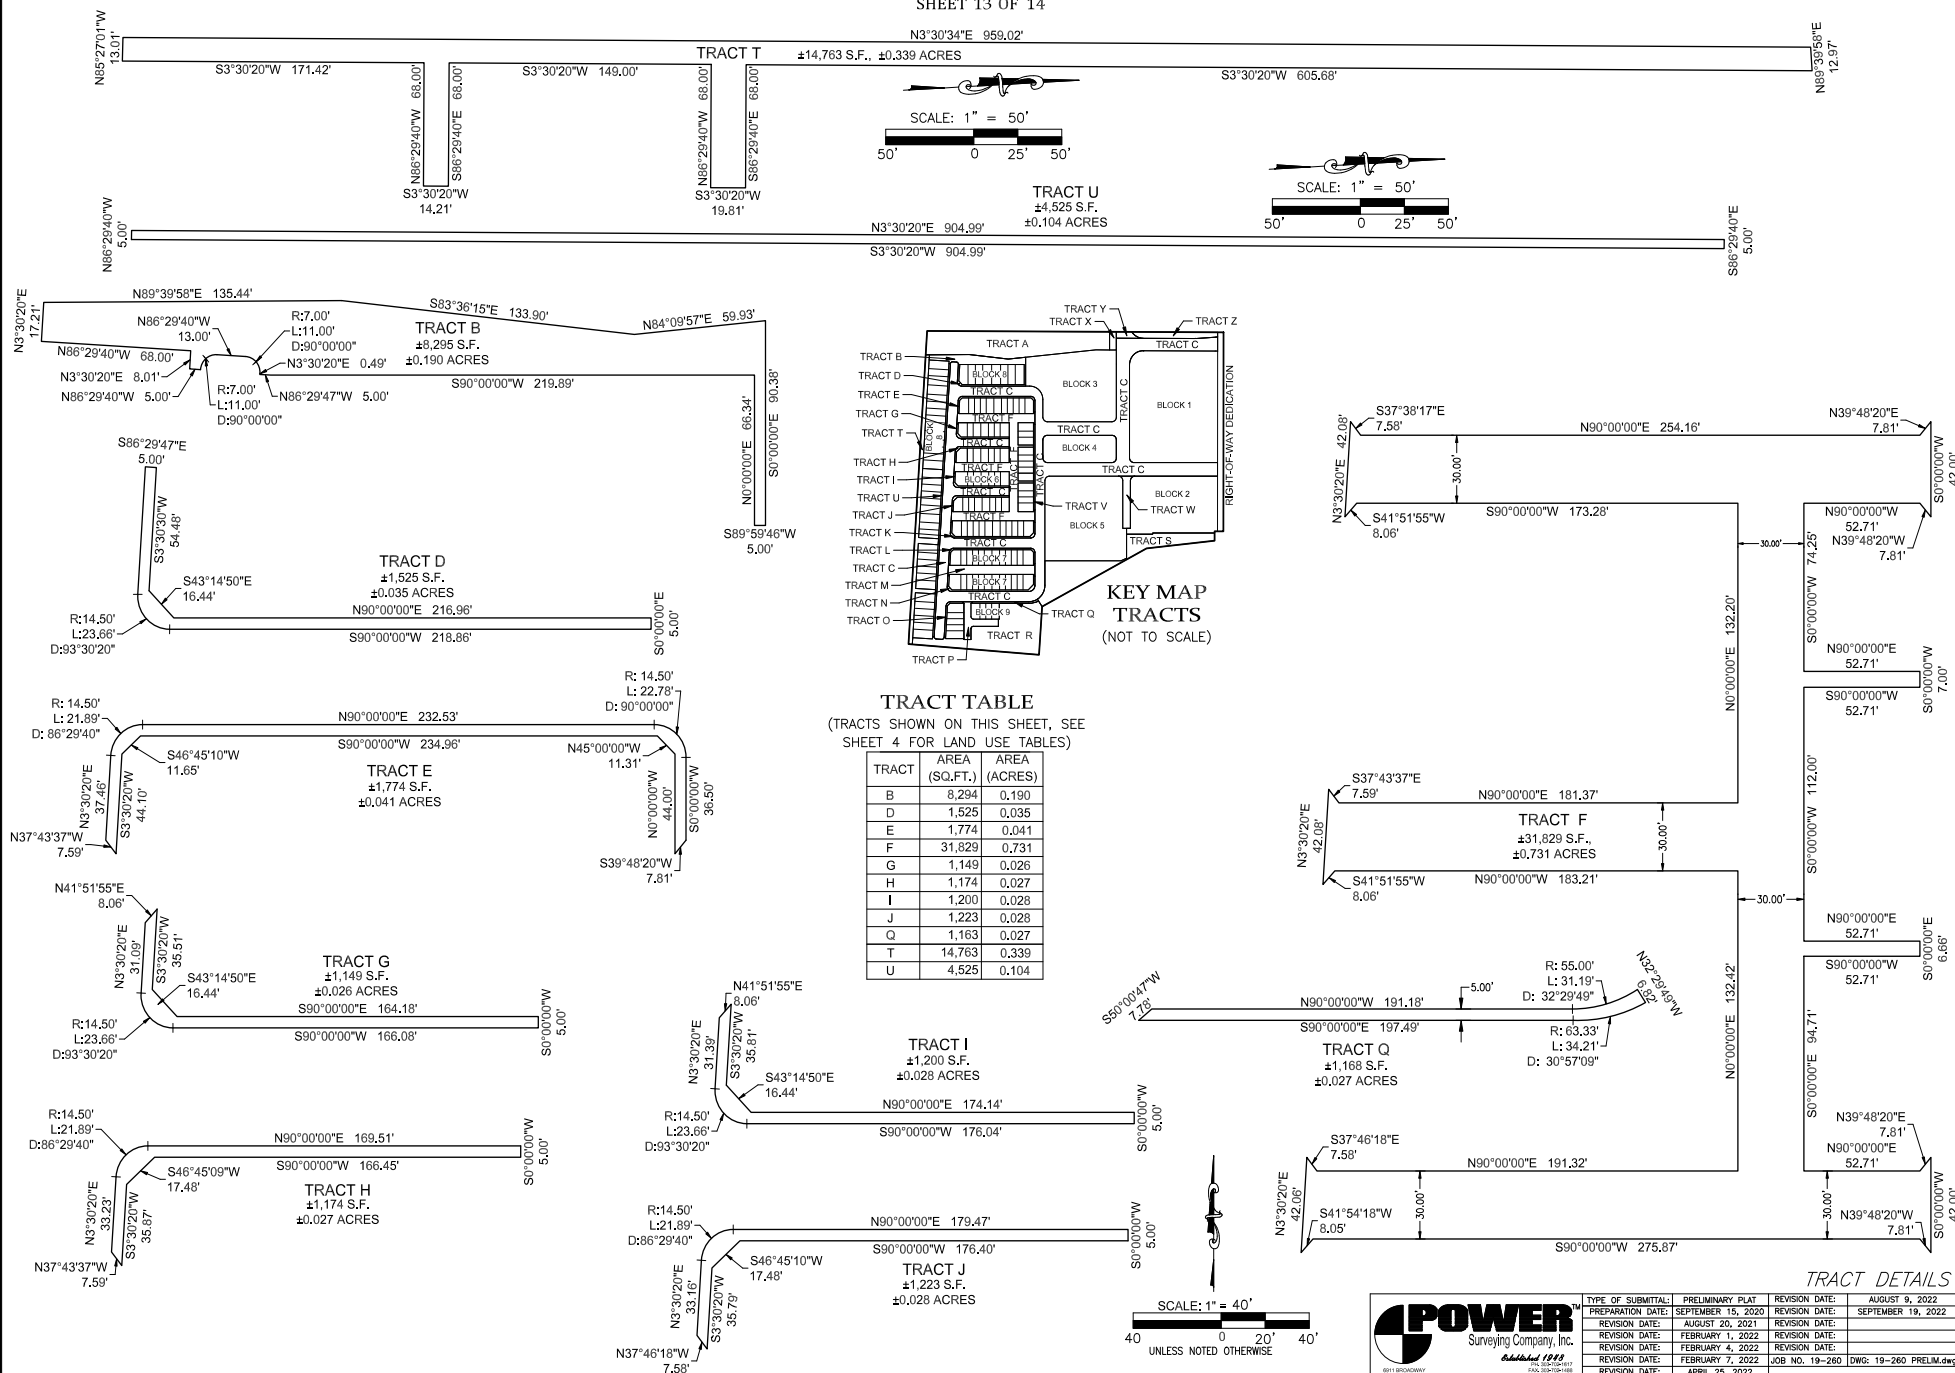 SHEET 13 OF 14
N85°27'01"W
13.01'
N3°30'34"E 959.02'
TRACT T
±14,763 S.F., ±0.339 ACRES
N89°39'58"E
12.97'
S3°30'20"W 171.42'
S3°30'20"W 149.00'
S3°30'20"W 605.68'
N86°29'40"W 68.00'
S86°29'40"E 68.00'
N86°29'40"W 68.00'
S86°29'40"E 68.00'
S3°30'20"W
14.21'
S3°30'20"W
19.81'
SCALE: 1" = 50'
50' 0 25' 50'
SCALE: 1" = 50'
50' 0 25' 50'
TRACT U
±4,525 S.F.
±0.104 ACRES
N86°29'40"W
5.00'
N3°30'20"E 904.99'
S3°30'20"W 904.99'
S86°29'40"E
5.00'
N3°30'20"E
17.21'
N89°39'58"E 135.44'
S83°36'15"E 133.90'
N84°09'57"E 59.93'
TRACT B
±8,295 S.F.
±0.190 ACRES
N86°29'40"W
13.00'
R:7.00'
L:11.00'
D:90°00'00"
N86°29'40"W 68.00'
N3°30'20"E 8.01'
N86°29'40"W 5.00'
R:7.00'
L:11.00'
D:90°00'00"
N3°30'20"E 0.49'
N86°29'47"W 5.00'
S90°00'00"W 219.89'
N0°00'00"E 66.34'
S0°00'00"E 90.38'
S89°59'46"W
5.00'
S86°29'47"E
5.00'
S3°30'30"W
54.48'
TRACT D
±1,525 S.F.
±0.035 ACRES
S43°14'50"E
16.44'
N90°00'00"E 216.96'
S90°00'00"W 218.86'
R:14.50'
L:23.66'
D:93°30'20"
S0°00'00"E
5.00'
R: 14.50'
L: 21.89'
D: 86°29'40"
N90°00'00"E 232.53'
S90°00'00"W 234.96'
R: 14.50'
L: 22.78'
D: 90°00'00"
S46°45'10"W
11.65'
N45°00'00"W
11.31'
TRACT E
±1,774 S.F.
±0.041 ACRES
N3°30'20"E
37.46'
S3°30'20"W
44.10'
N0°00'00"W
44.00'
S0°00'00"W
36.50'
N37°43'37"W
7.59'
S39°48'20"W
7.81'
N41°51'55"E
8.06'
N3°30'20"E
31.09'
S3°30'20"W
35.51'
S43°14'50"E
16.44'
TRACT G
±1,149 S.F.
±0.026 ACRES
S90°00'00"E 164.18'
S90°00'00"W 166.08'
S0°00'00"W
5.00'
R:14.50'
L:23.66'
D:93°30'20"
R:14.50'
L:21.89'
D:86°29'40"
N90°00'00"E 169.51'
S90°00'00"W 166.45'
S0°00'00"W
5.00'
S46°45'09"W
17.48'
TRACT H
±1,174 S.F.
±0.027 ACRES
N3°30'20"E
33.23'
S3°30'20"W
35.87'
N37°43'37"W
7.59'
TRACT Y
TRACT X
TRACT Z
TRACT A
TRACT C
TRACT B
TRACT D
TRACT E
TRACT G
TRACT T
TRACT H
TRACT I
TRACT U
TRACT J
TRACT K
TRACT L
TRACT C
TRACT M
TRACT N
TRACT O
TRACT P
BLOCK 8
TRACT C
TRACT F
TRACT C
TRACT F
BLOCK 6
TRACT C
TRACT F
TRACT C
BLOCK 7
BLOCK 7
TRACT C
BLOCK 9
TRACT R
BLOCK
8
TRACT F
TRACT C
BLOCK 3
TRACT C
BLOCK 1
TRACT C
BLOCK 4
TRACT C
BLOCK 2
TRACT V
TRACT W
BLOCK 5
TRACT S
TRACT Q
RIGHT-OF-WAY DEDICATION
KEY MAP
TRACTS
(NOT TO SCALE)
TRACT TABLE
(TRACTS SHOWN ON THIS SHEET, SEE
SHEET 4 FOR LAND USE TABLES)
TRACT AREA (SQ.FT.) AREA (ACRES)
B 8,294 0.190
D 1,525 0.035
E 1,774 0.041
F 31,829 0.731
G 1,149 0.026
H 1,174 0.027
I 1,200 0.028
J 1,223 0.028
Q 1,163 0.027
T 14,763 0.339
U 4,525 0.104
N41°51'55"E
8.06'
N3°30'20"E
31.39'
S3°30'20"W
35.81'
S43°14'50"E
16.44'
TRACT I
±1,200 S.F.
±0.028 ACRES
N90°00'00"E 174.14'
S90°00'00"W 176.04'
S0°00'00"W
5.00'
R:14.50'
L:23.66'
D:93°30'20"
R:14.50'
L:21.89'
D:86°29'40"
N90°00'00"E 179.47'
S90°00'00"W 176.40'
S0°00'00"W
5.00'
S46°45'10"W
17.48'
TRACT J
±1,223 S.F.
±0.028 ACRES
N3°30'20"E
33.16'
S3°30'20"W
35.79'
N37°46'18"W
7.58'
S50°00'47"W
7.78'
N90°00'00"W 191.18'
S90°00'00"E 197.49'
5.00'
R: 55.00'
L: 31.19'
D: 32°29'49"
N32°29'49"W
6.82'
R: 63.33'
L: 34.21'
D: 30°57'09"
TRACT Q
±1,168 S.F.
±0.027 ACRES
SCALE: 1" = 40'
40 0 20' 40'
UNLESS NOTED OTHERWISE
S37°38'17"E
7.58'
N90°00'00"E 254.16'
N39°48'20"E
7.81'
N3°30'20"E 42.08'
30.00'
S0°00'00"W
42.00'
S41°51'55"W
8.06'
S90°00'00"W 173.28'
N90°00'00"W
52.71'
N39°48'20"W
7.81'
30.00'
S0°00'00"W 74.25'
N0°00'00"E 132.20'
N90°00'00"E
52.71'
S0°00'00"W
7.00'
S90°00'00"W
52.71'
S0°00'00"W 112.00'
S37°43'37"E
7.59'
N90°00'00"E 181.37'
TRACT F
±31,829 S.F.,
±0.731 ACRES
30.00'
N3°30'20"E
42.08'
S41°51'55"W
8.06'
N90°00'00"W 183.21'
30.00'
N90°00'00"E
52.71'
S0°00'00"E
6.66'
S90°00'00"W
52.71'
N0°00'00"E 132.42'
S0°00'00"E 94.71'
N39°48'20"E
7.81'
N90°00'00"E
52.71'
S37°46'18"E
7.58'
N90°00'00"E 191.32'
N3°30'20"E
42.06'
30.00'
30.00'
S0°00'00"W
42.00'
S41°54'18"W
8.05'
N39°48'20"W
7.81'
S90°00'00"W 275.87'
TRACT DETAILS
POWER™
Surveying Company, Inc.
Established 1948
6911 BROADWAY
TYPE OF SUBMITTAL: PRELIMINARY PLAT REVISION DATE: AUGUST 9, 2022
PREPARATION DATE: SEPTEMBER 15, 2020 REVISION DATE: SEPTEMBER 19, 2022
REVISION DATE: AUGUST 20, 2021 REVISION DATE:
REVISION DATE: FEBRUARY 1, 2022 REVISION DATE:
REVISION DATE: FEBRUARY 4, 2022 REVISION DATE:
REVISION DATE: FEBRUARY 7, 2022 JOB NO. 19-260 DWG: 19-260 PRELIM.dwg
REVISION DATE: APRIL 25, 2022